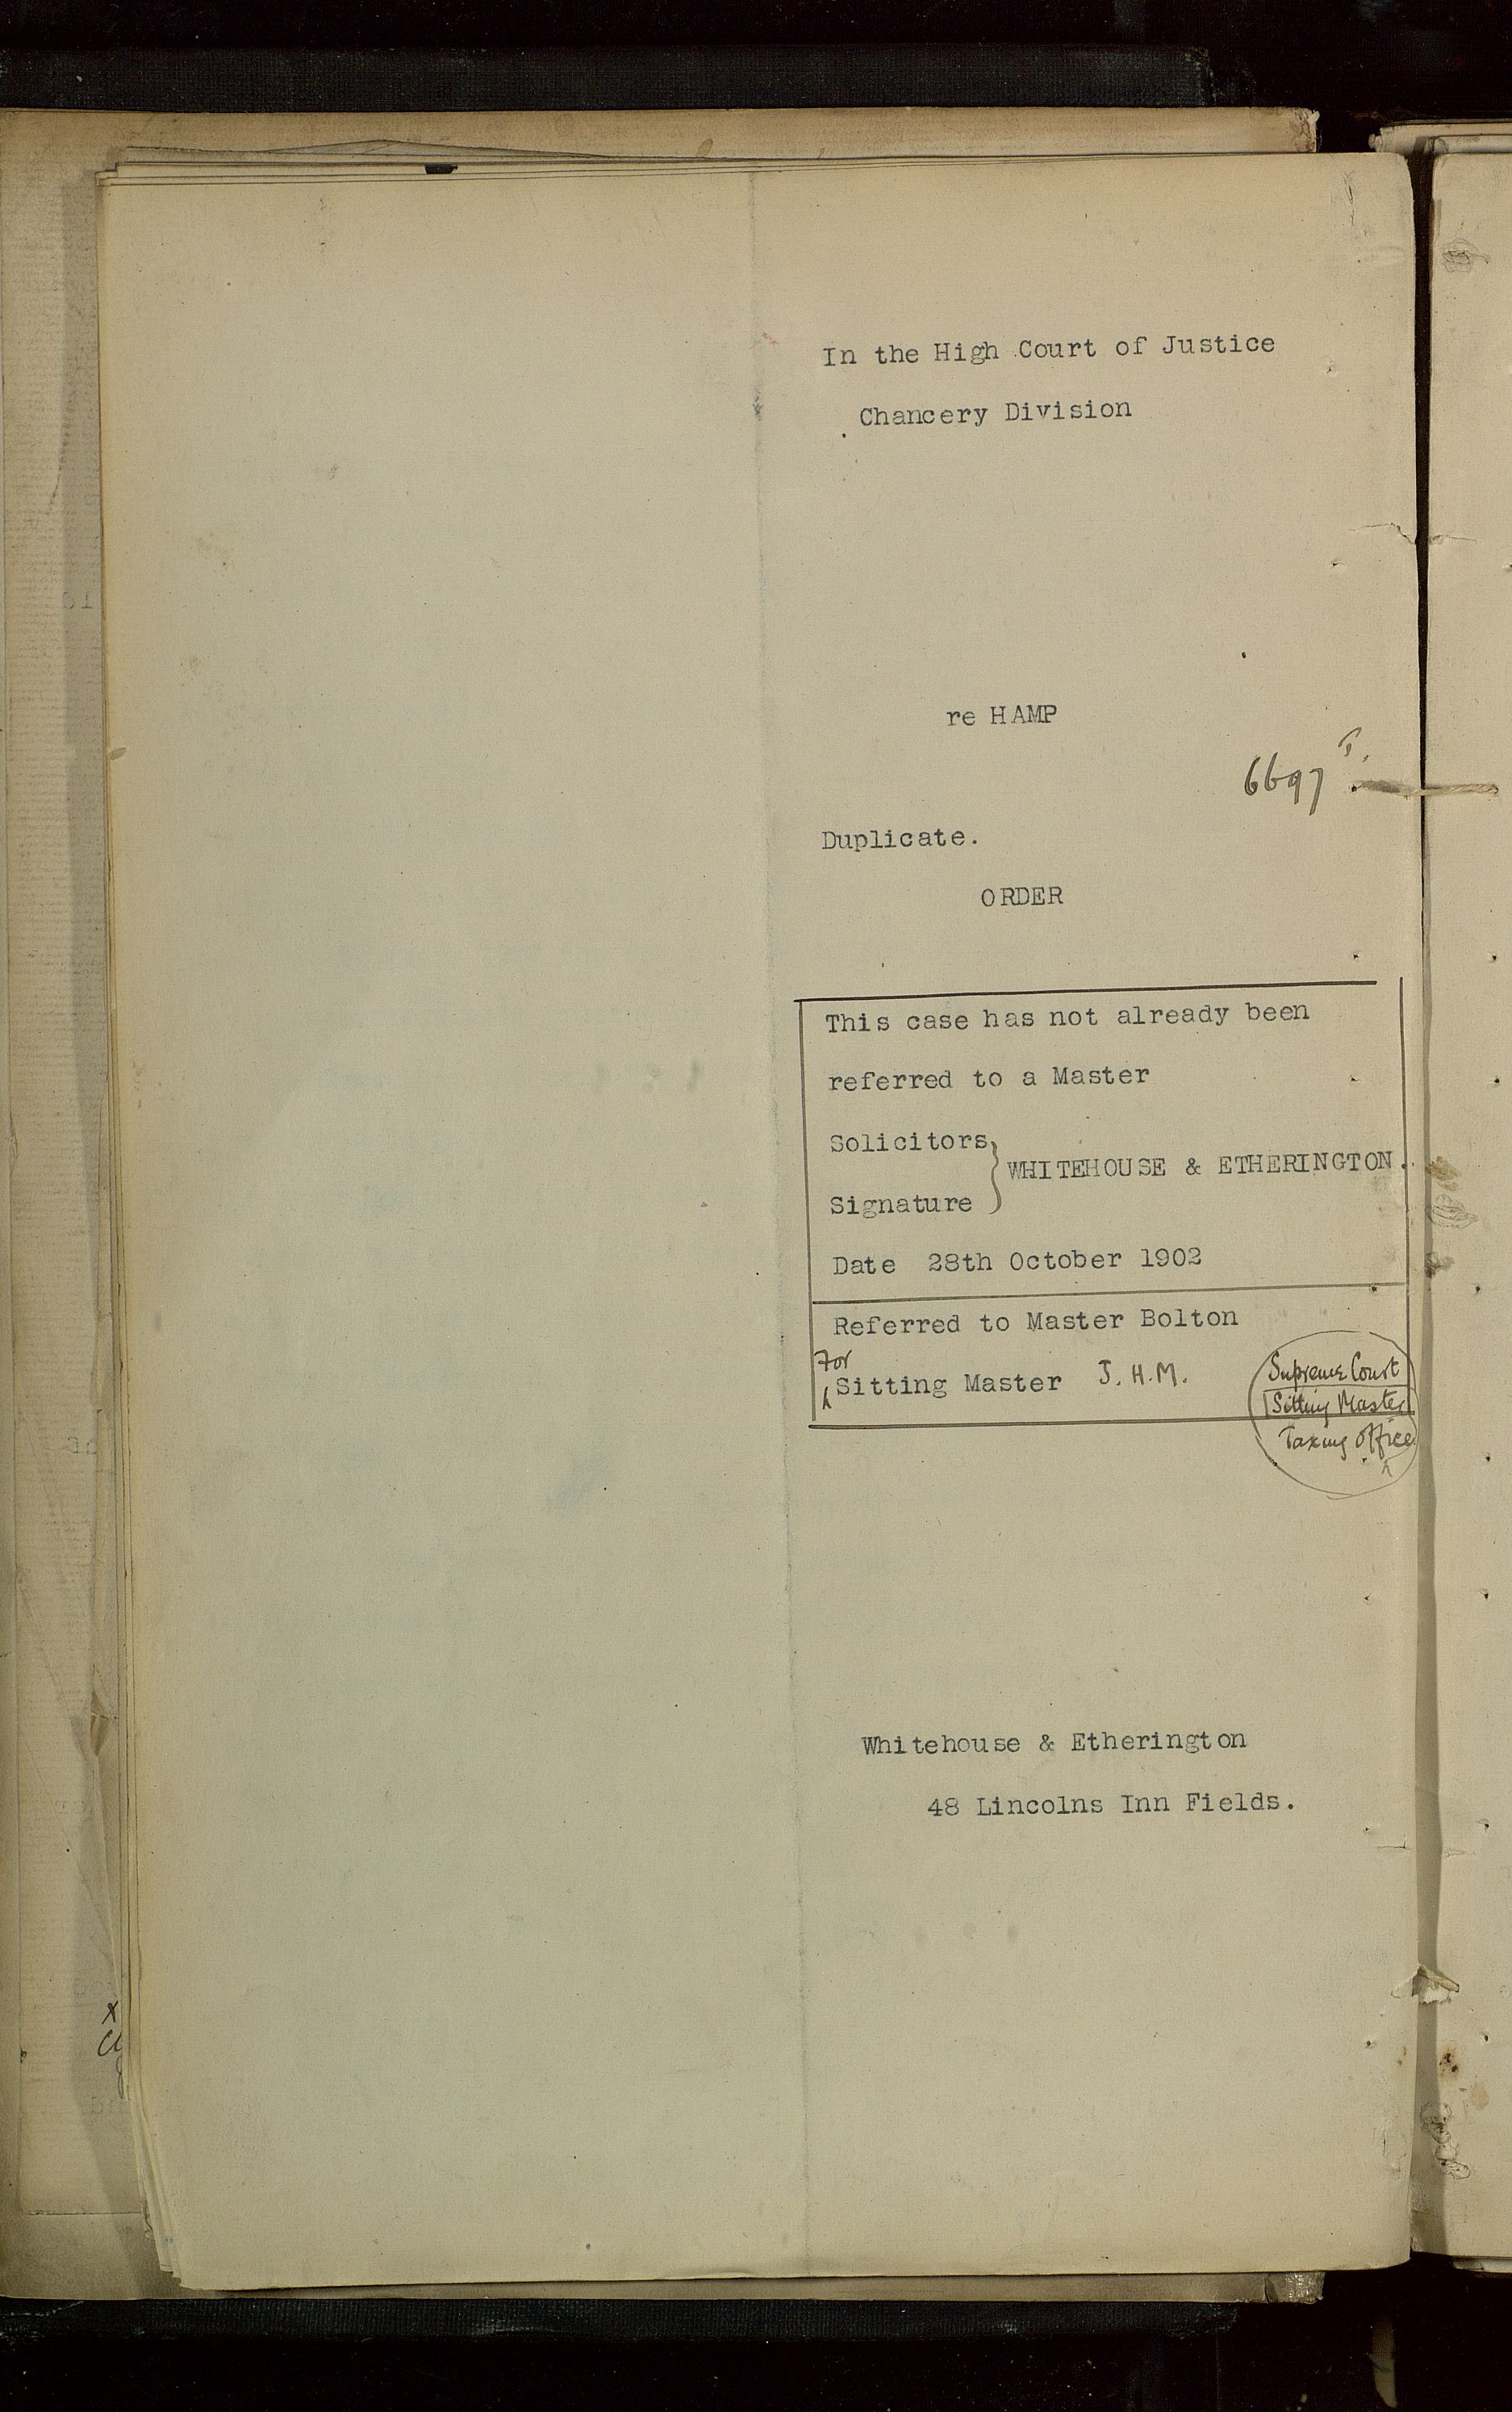 In the High Court of Justice
Chancery Division
re HAMP
6697
Duplicate.
ORDER
This case has not already been
referred to a Master
Solicitors
WHITEHOUSE & ETHERINGTON.
Signature
Date 28th October 1902
Referred to Master Bolton
For
Sitting Master J.H.M.
Supreme Court
Sitting Master
Taxing Office
Whitehouse & Etherington
48 Lincolns Inn Fields.